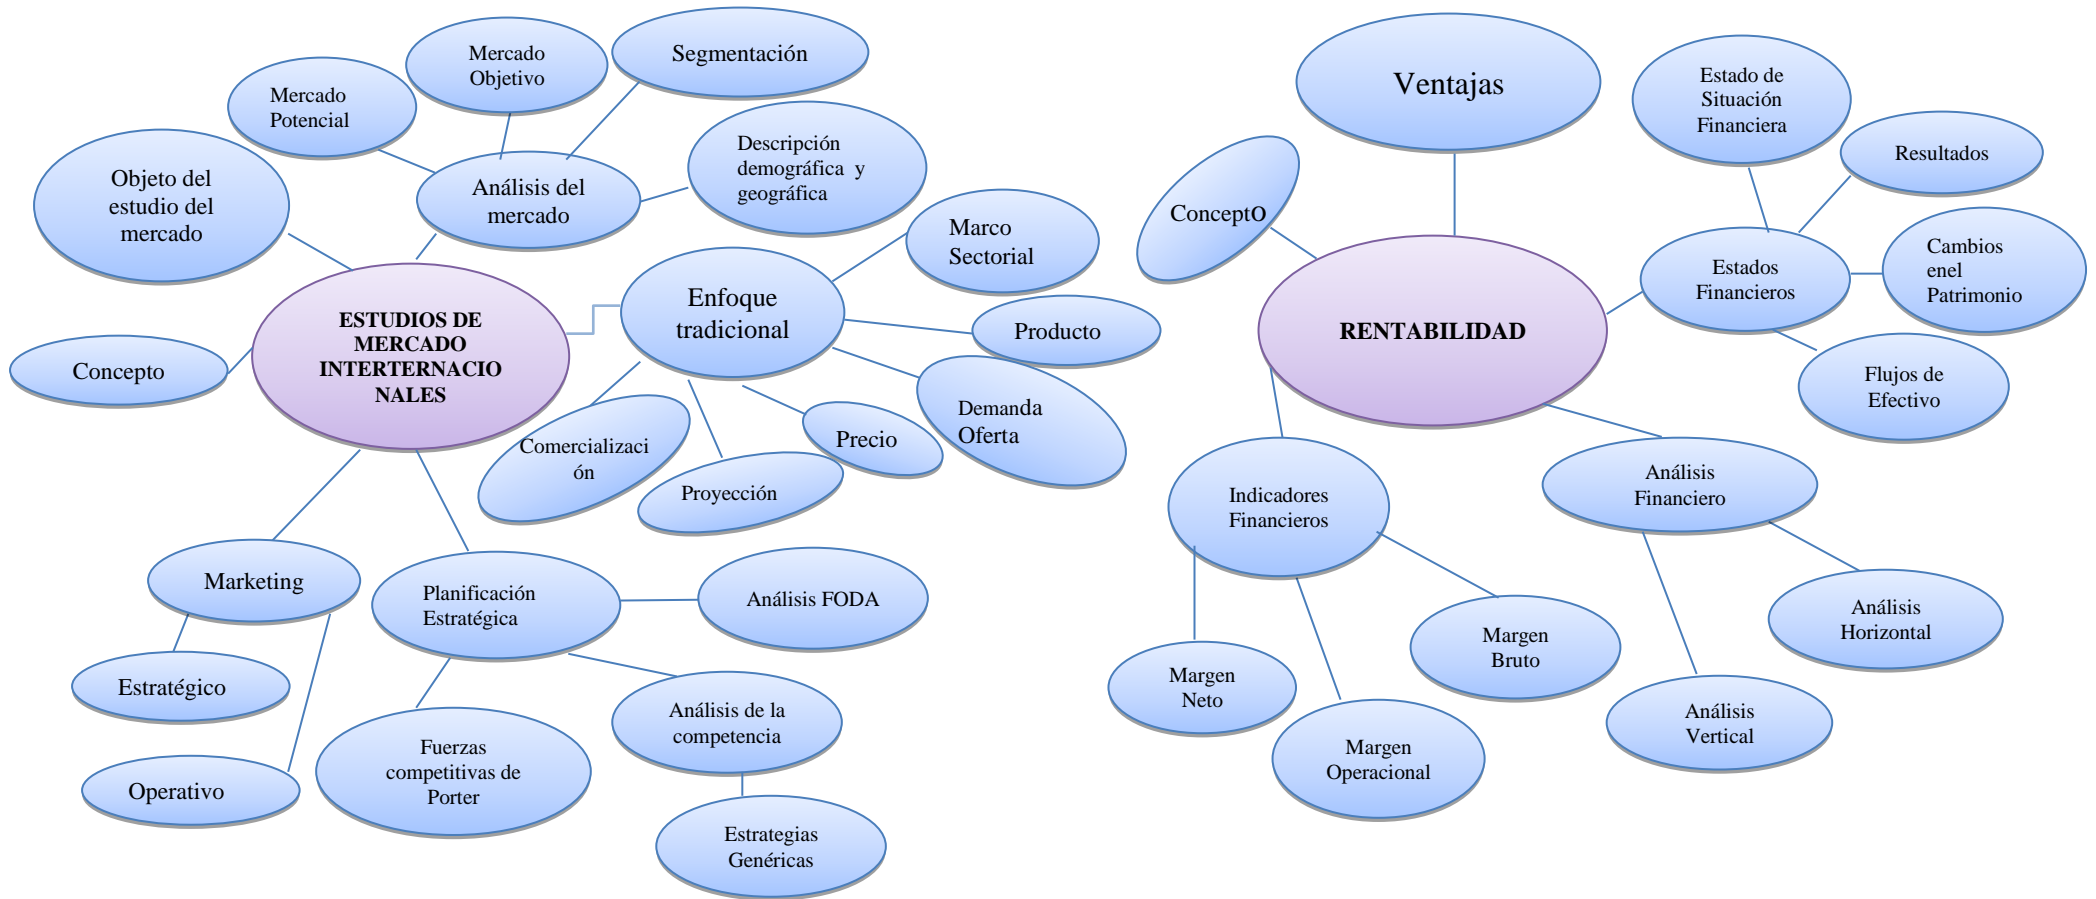 Mercado
Objetivo
Segmentación
Mercado
Potencial
Descripción
demográfica  y
geográfica
Objeto del
estudio del
mercado
Análisis del
mercado
Marco
Sectorial
Enfoque
tradicional
ESTUDIOS DE
MERCADO
INTERTERNACIO
NALES
Producto
Concepto
Demanda
Oferta
Precio
Comercializaci
ón
Proyección
Marketing
Planificación
Estratégica
Análisis FODA
Estratégico
Análisis de la
competencia
Fuerzas
competitivas de
Porter
Operativo
Estrategias
Genéricas
Ventajas
Estado de
Situación
Financiera
Resultados
ConceptO
Cambios
enel
Patrimonio
Estados
Financieros
RENTABILIDAD
Flujos de
Efectivo
Análisis
Financiero
Indicadores
Financieros
Análisis
Horizontal
Margen
Bruto
Margen
Neto
Análisis
Vertical
Margen
Operacional